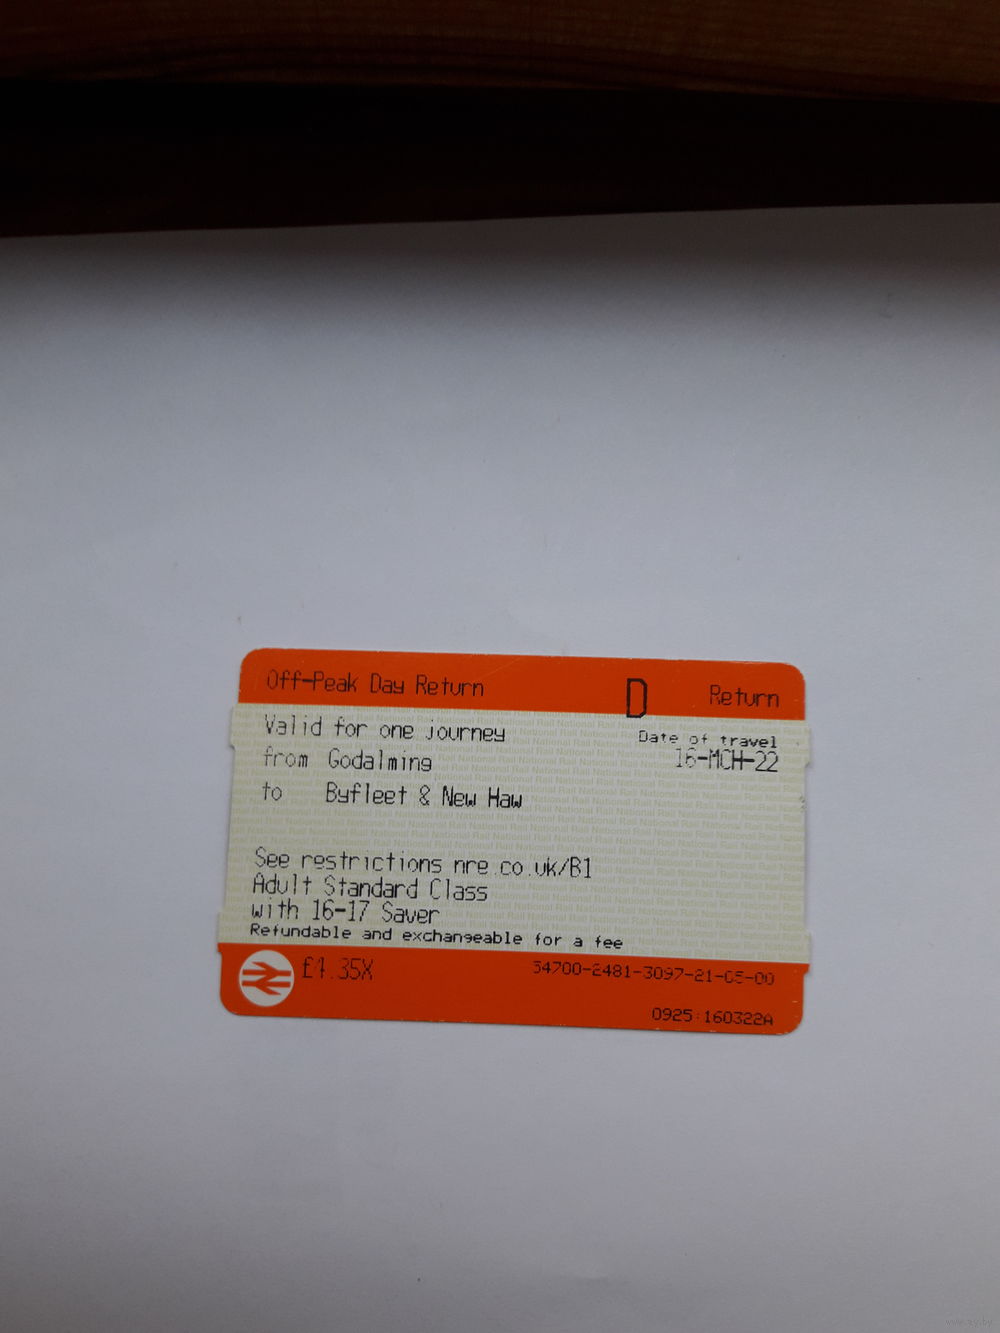 Off-Peak Day Return D Return
Valid for one journey Date of travel
from Godalming 16-MCH-22
to Byfleet & New Haw
See restrictions nre.co.uk/B1
Adult Standard Class
with 16-17 Saver
Refundable and exchangeable for a fee
£4.35X 34700-2481-3097-21-05-00
0925:160322A